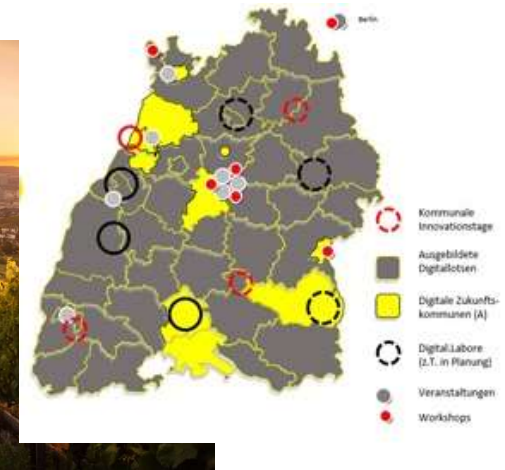 Berlin
Kommunale
Innovationstage
Ausgebildete
Digitallotsen
Digitale Zukunfts-
kommunen (A)
Digital.Labore
(z.T. in Planung)
Veranstaltungen
Workshops